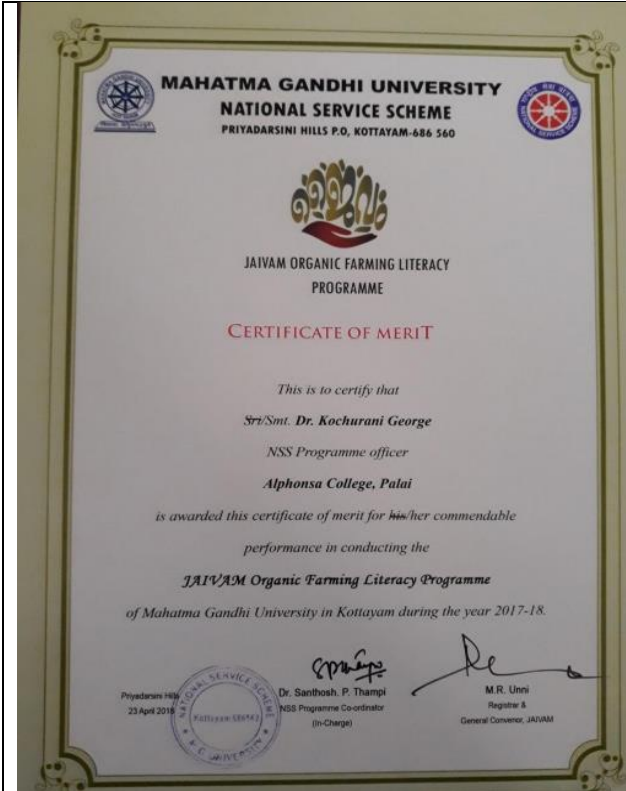 MAHATMA GANDHI UNIVERSITY
NATIONAL SERVICE SCHEME
PRIYADARSINI HILLS P.O, KOTTAYAM-686 560
ജൈവം
JAIVAM ORGANIC FARMING LITERACY
PROGRAMME
CERTIFICATE OF MERIT
This is to certify that
Sri/Smt. Dr. Kochurani George
NSS Programme officer
Alphonsa College, Palai
is awarded this certificate of merit for his/her commendable
performance in conducting the
JAIVAM Organic Farming Literacy Programme
of Mahatma Gandhi University in Kottayam during the year 2017-18.
Priyadarsini Hills
23 April 2018
NATIONAL SERVICE SCHEME
M.G. UNIVERSITY
Dr. Santhosh. P. Thampi
NSS Programme Co-ordinator
(In-Charge)
M.R. Unni
Registrar &
General Convenor, JAIVAM